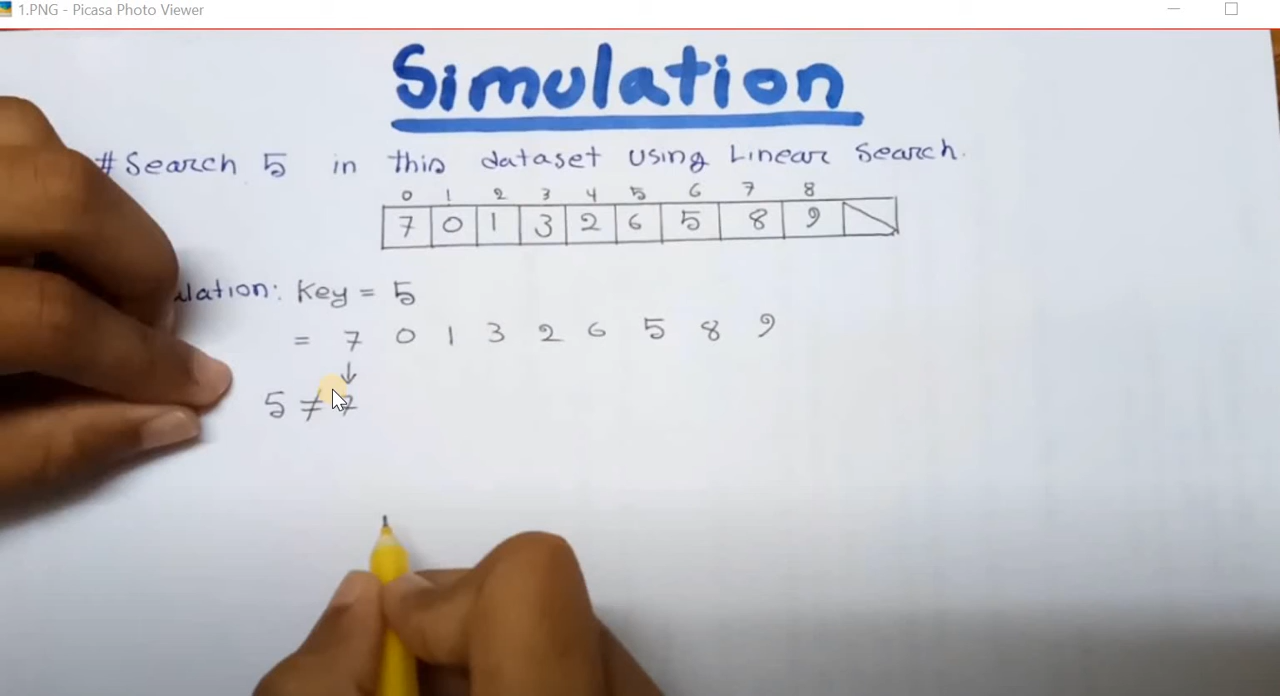 1.PNG - Picasa Photo Viewer
Simulation
# Search 5 in this dataset using Linear Search.
0 1 2 3 4 5 6 7 8
7 0 1 3 2 6 5 8 9
ulation: Key = 5
= 7 0 1 3 2 6 5 8 9
↓
5 ≠ 7